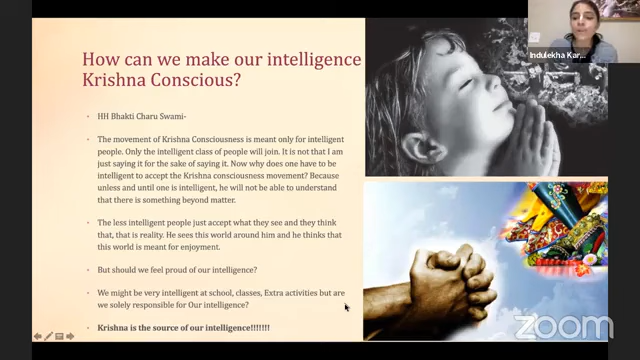 Indulekha Kar...
How can we make our intelligence
Krishna Conscious?
HH Bhakti Charu Swami-
The movement of Krishna Consciousness is meant only for intelligent
people. Only the intelligent class of people will join. It is not that I am
just saying it for the sake of saying it. Now why does one have to be
intelligent to accept the Krishna consciousness movement? Because
unless and until one is intelligent, he will not be able to understand
that there is something beyond matter.
The less intelligent people just accept what they see and they think
that, that is reality. He sees this world around him and he thinks that
this world is meant for enjoyment.
But should we feel proud of our intelligence?
We might be very intelligent at school, classes, Extra activities but are
we solely responsible for Our intelligence?
Krishna is the source of our intelligence!!!!!!!
zoom